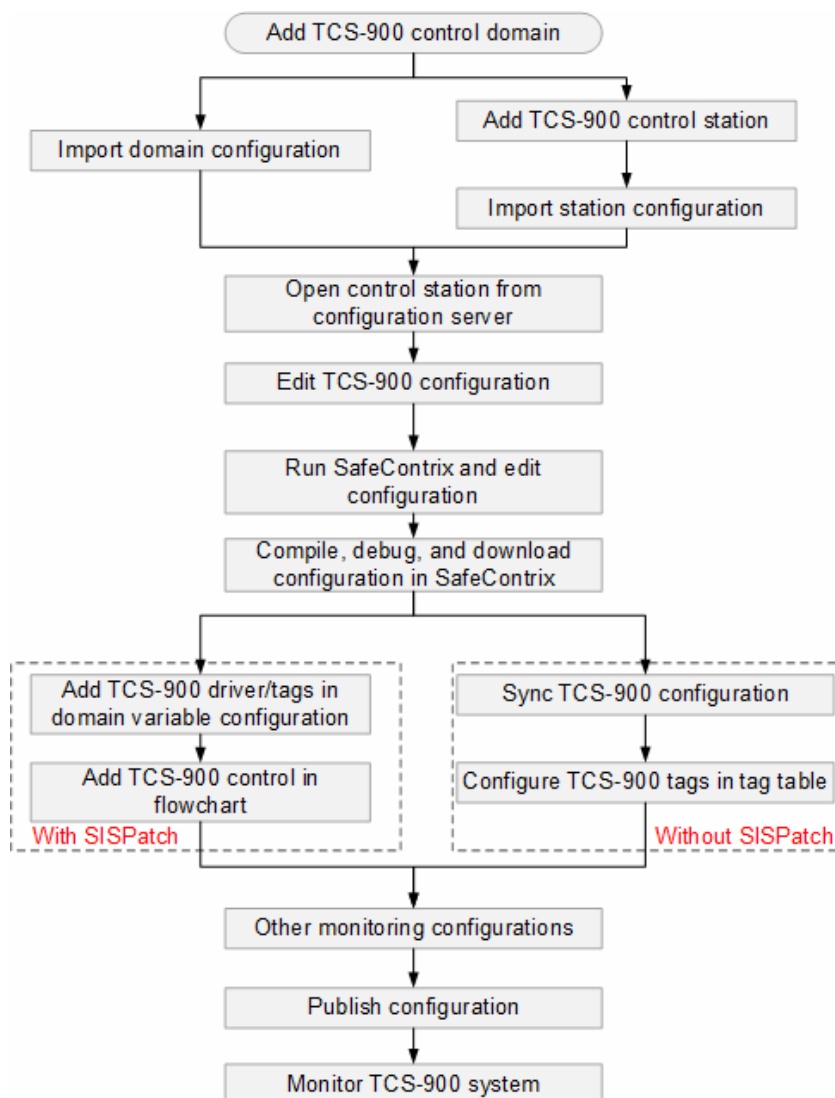 Add TCS-900 control domain
Import domain configuration
Add TCS-900 control station
Import station configuration
Open control station from
configuration server
Edit TCS-900 configuration
Run SafeContrix and edit
configuration
Compile, debug, and download
configuration in SafeContrix
Add TCS-900 driver/tags in
domain variable configuration
Add TCS-900 control in
flowchart
With SISPatch
Sync TCS-900 configuration
Configure TCS-900 tags in tag table
Without SISPatch
Other monitoring configurations
Publish configuration
Monitor TCS-900 system